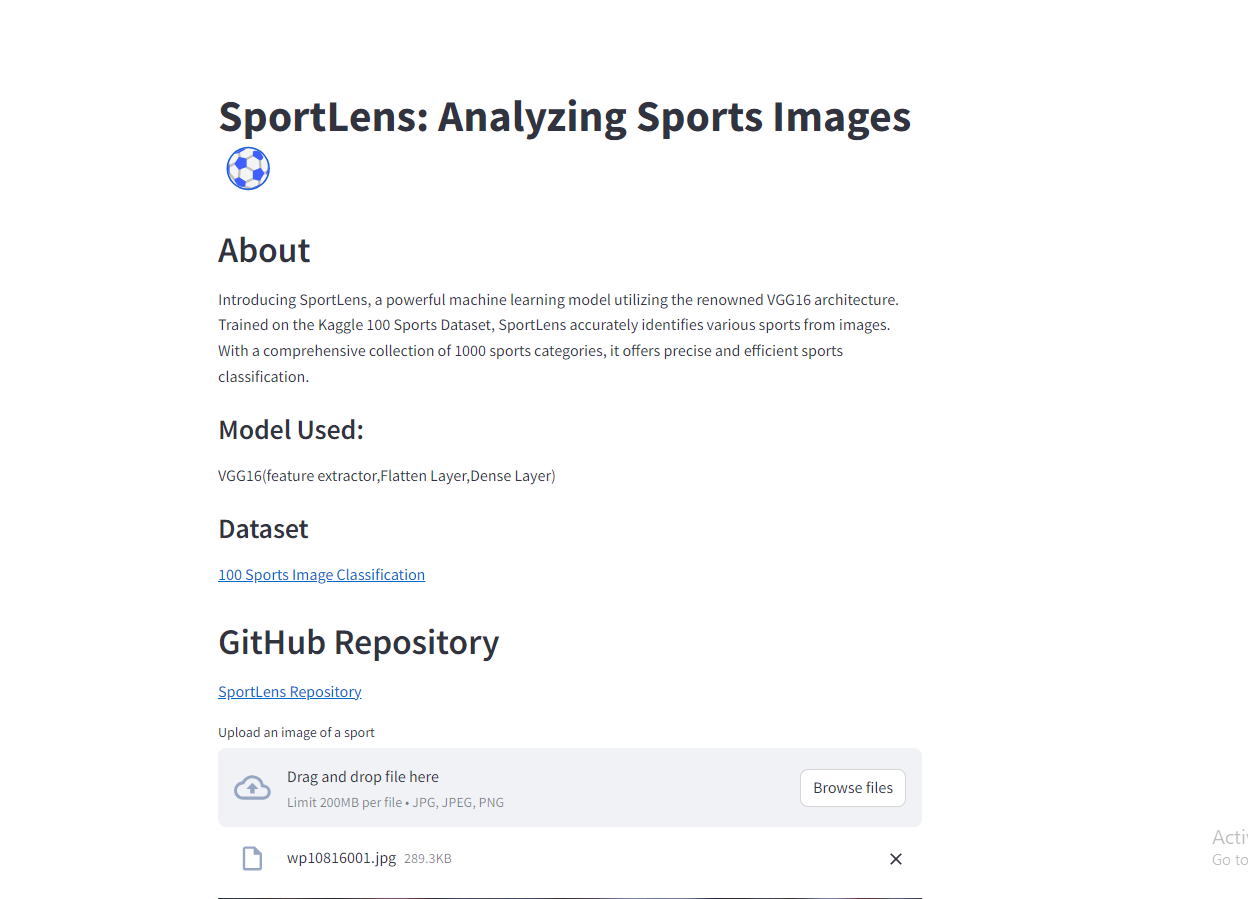 SportLens: Analyzing Sports Images
About
Introducing SportLens, a powerful machine learning model utilizing the renowned VGG16 architecture.
Trained on the Kaggle 100 Sports Dataset, SportLens accurately identifies various sports from images.
With a comprehensive collection of 1000 sports categories, it offers precise and efficient sports
classification.
Model Used:
VGG16(feature extractor,Flatten Layer,Dense Layer)
Dataset
100 Sports Image Classification
GitHub Repository
SportLens Repository
Upload an image of a sport
Drag and drop file here
Limit 200MB per file • JPG, JPEG, PNG
Browse files
wp10816001.jpg 289.3KB
Go to